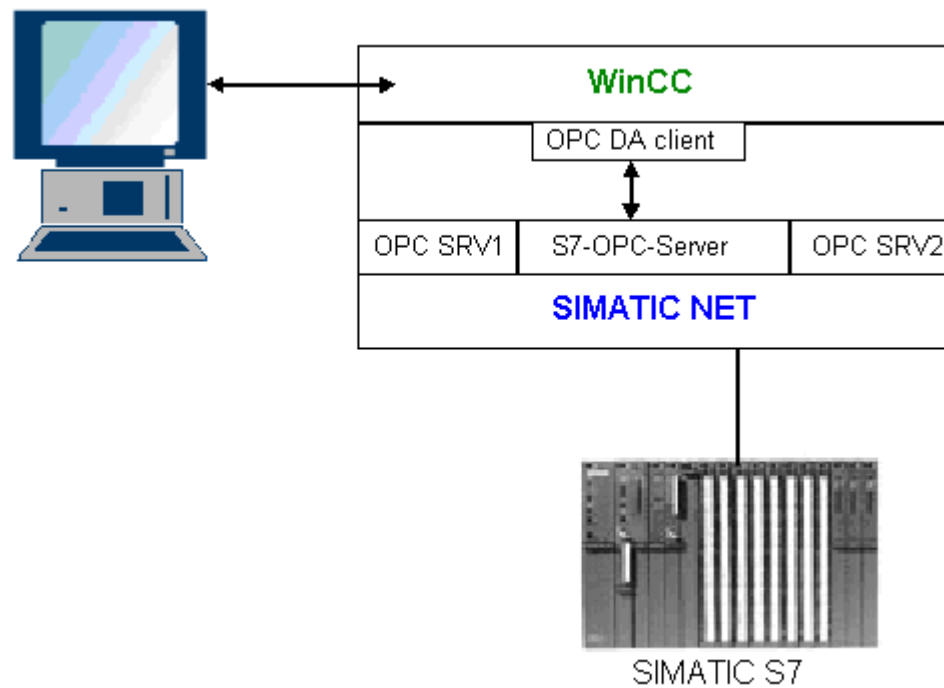 WinCC
OPC DA client
OPC SRV1
S7-OPC-Server
OPC SRV2
SIMATIC NET
SIMATIC S7